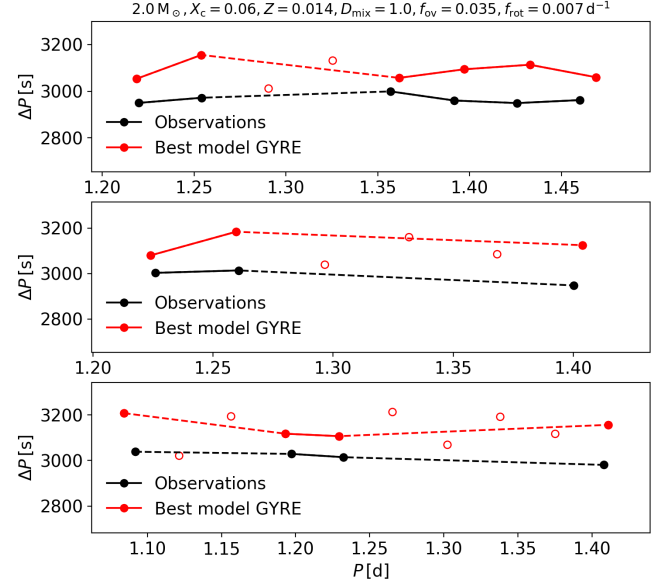 2.0 M⊙, Xc = 0.06, Z = 0.014, Dmix = 1.0, fov = 0.035, frot = 0.007 d⁻¹
3200
3000
2800
ΔP [s]
Observations
Best model GYRE
1.20 1.25 1.30 1.35 1.40 1.45
3200
3000
2800
ΔP [s]
Observations
Best model GYRE
1.20 1.25 1.30 1.35 1.40
3200
3000
2800
ΔP [s]
Observations
Best model GYRE
1.10 1.15 1.20 1.25 1.30 1.35 1.40
P [d]